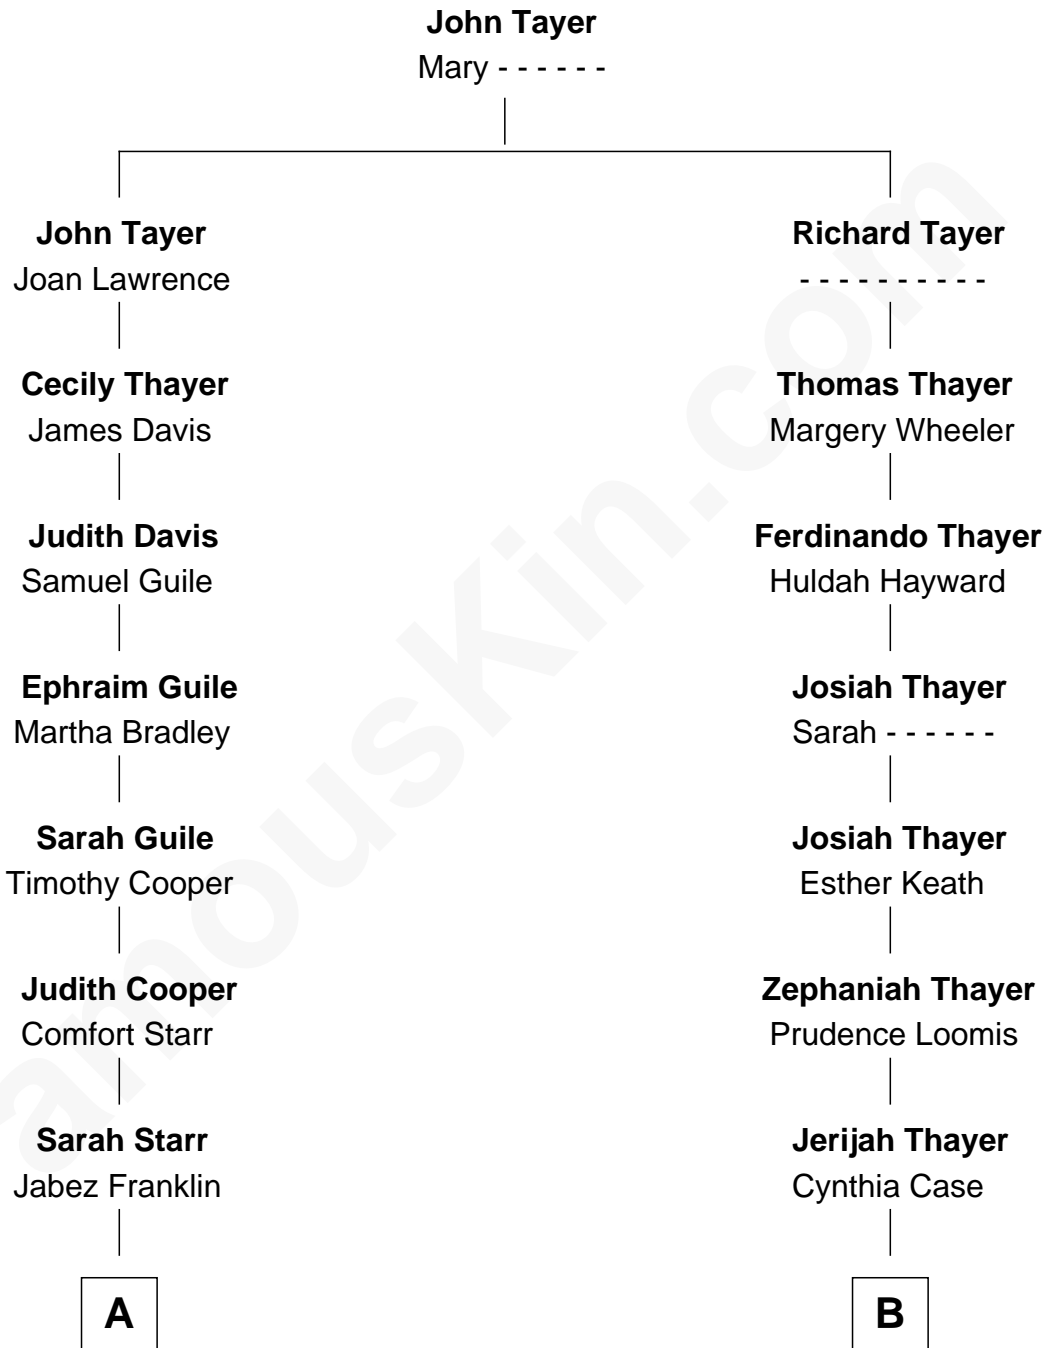 John Tayer
Mary - - - - - -
John Tayer
Joan Lawrence
Richard Tayer
- - - - - - - - - -
Cecily Thayer
James Davis
Thomas Thayer
Margery Wheeler
Judith Davis
Samuel Guile
Ferdinando Thayer
Huldah Hayward
Ephraim Guile
Martha Bradley
Josiah Thayer
Sarah - - - - - -
Sarah Guile
Timothy Cooper
Josiah Thayer
Esther Keath
Judith Cooper
Comfort Starr
Zephaniah Thayer
Prudence Loomis
Sarah Starr
Jabez Franklin
Jerijah Thayer
Cynthia Case
A
B
amouskin.com